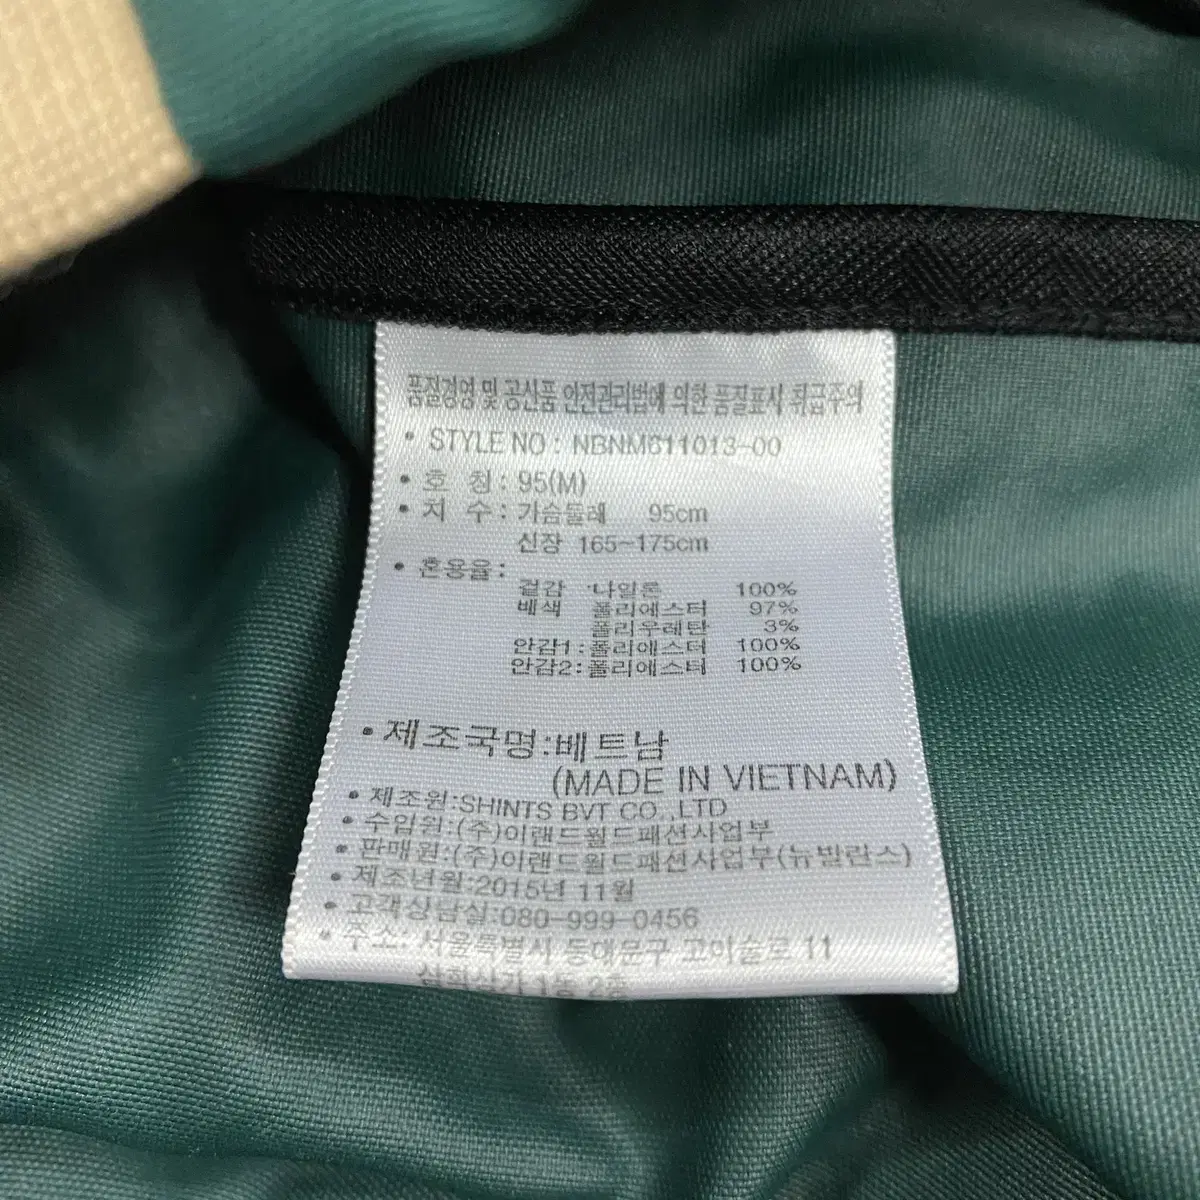 품질경영 및 공산품 안전관리법에 의한 품질표시 취급주의
• STYLE NO : NBNM611013-00
• 호 칭 : 95(M)
• 치 수 : 가슴둘레 95cm
신장 165~175cm
• 혼용율 :
겉감 나일론 100%
배색 폴리에스터 97%
폴리우레탄 3%
안감1 : 폴리에스터 100%
안감2 : 폴리에스터 100%
• 제조국명:베트남
(MADE IN VIETNAM)
• 제조원:SHINTS BVT CO.,LTD
• 수입원:(주)이랜드월드패션사업부
• 판매원:(주)이랜드월드패션사업부(뉴발란스)
• 제조년월:2015년 11월
• 고객상담실:080-999-0456
• 주소: 서울특별시 동대문구 고미술로 11
1동 2층